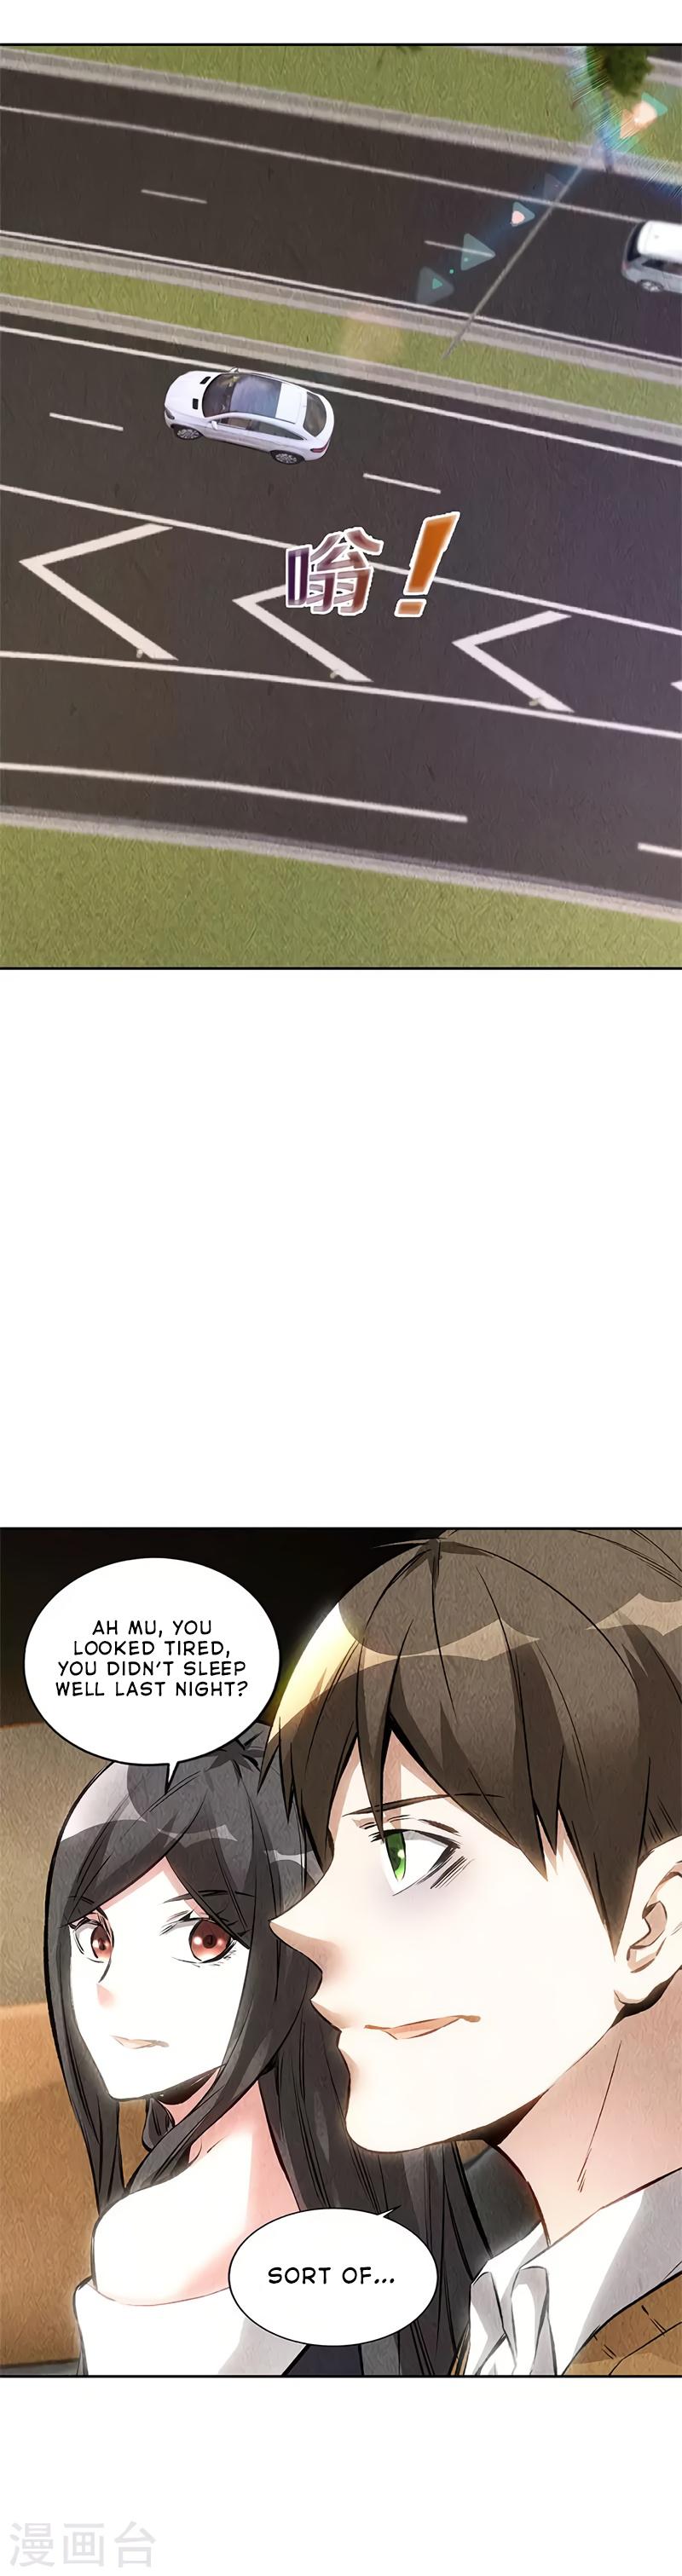 嗡!
AH MU, YOU
LOOKED TIRED,
YOU DIDN'T SLEEP
WELL LAST NIGHT?
SORT OF...
漫画台